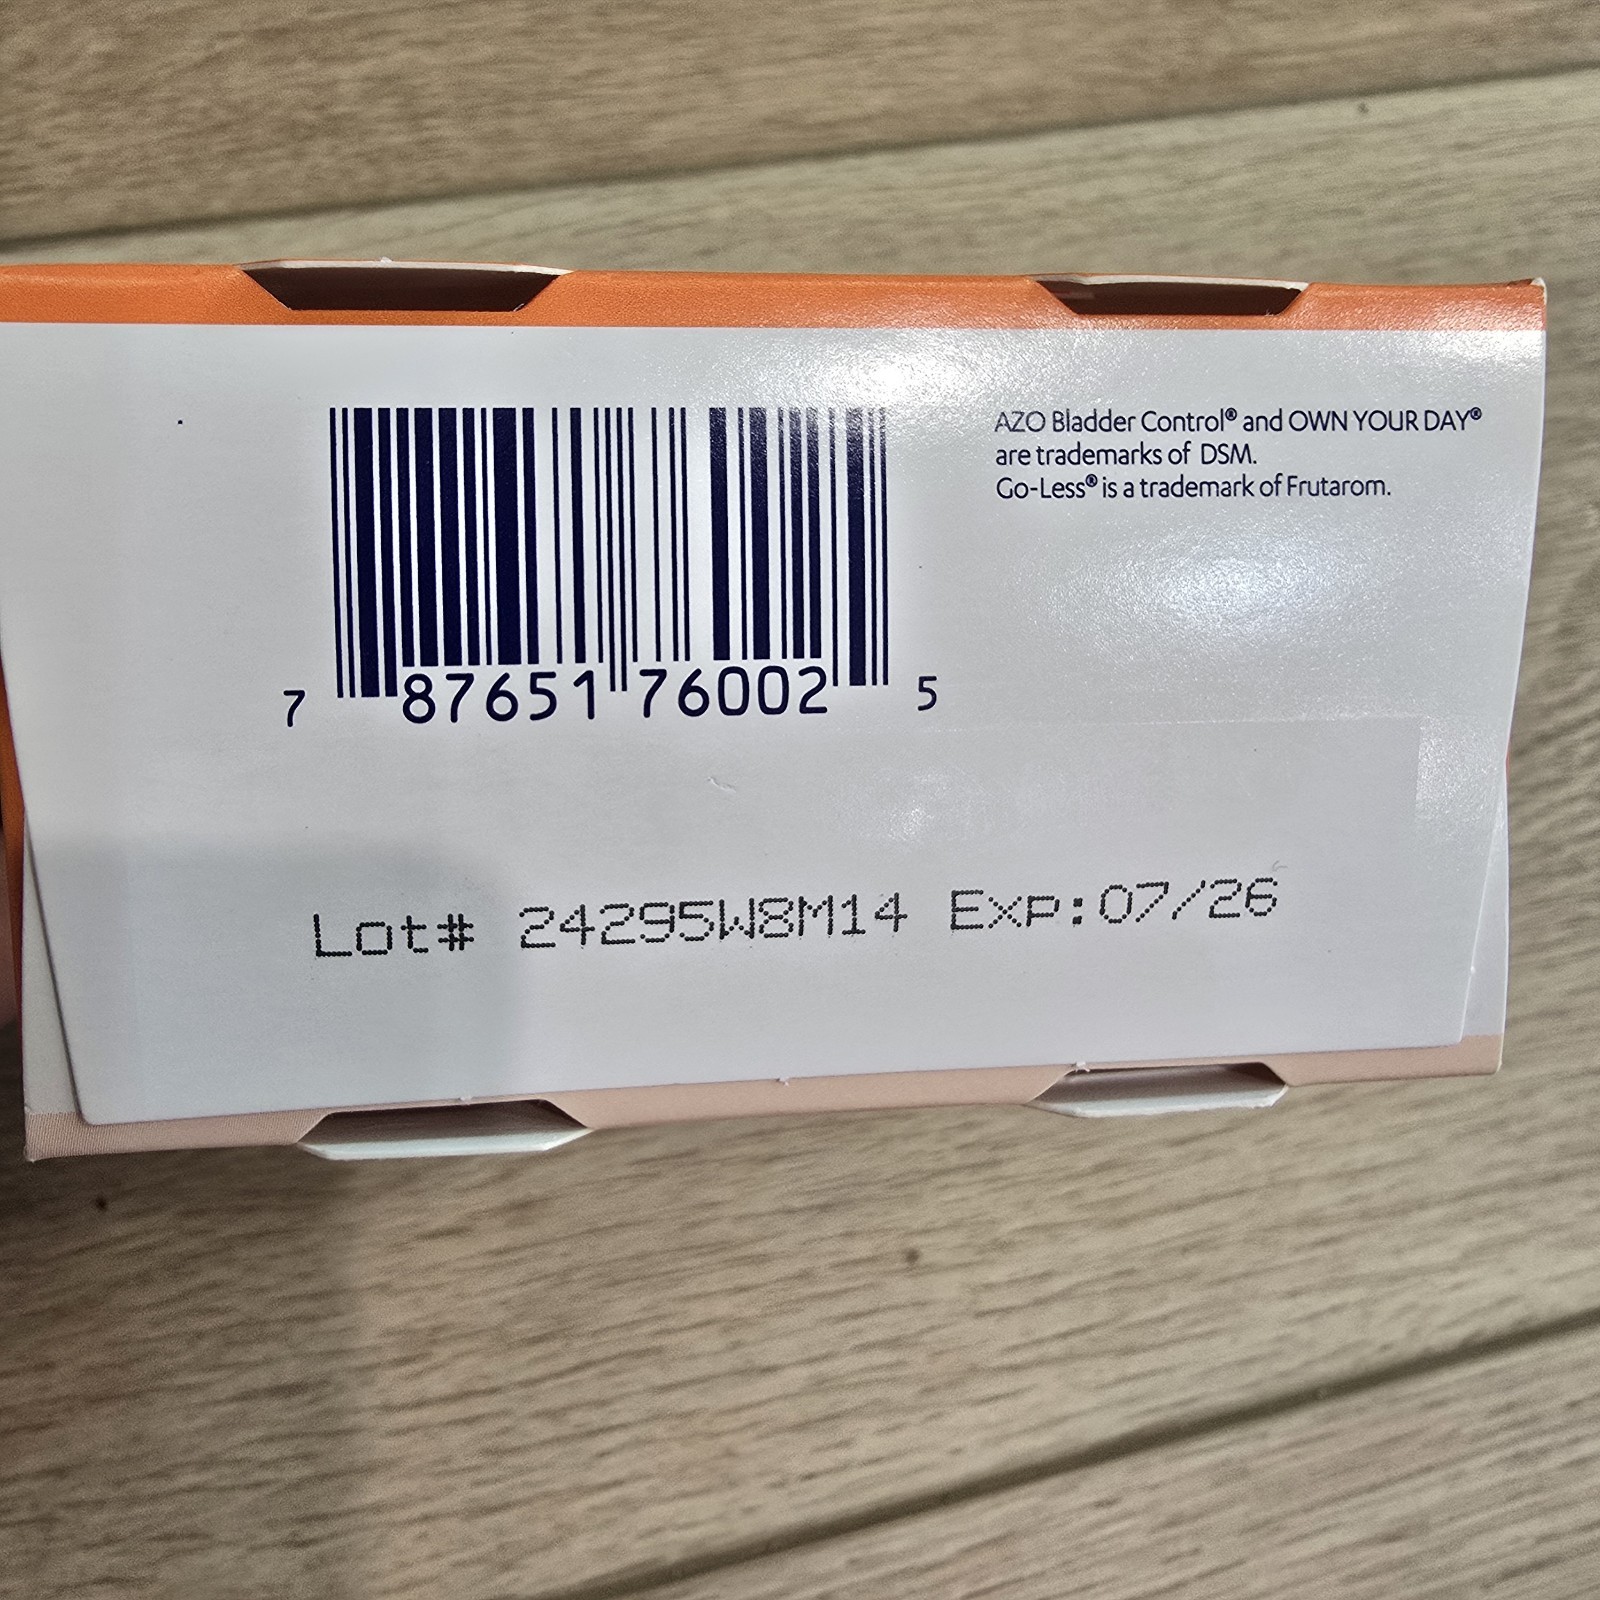 AZO Bladder Control® and OWN YOUR DAY®
are trademarks of DSM.
Go-Less® is a trademark of Frutarom.
7 87651 76002 5
Lot# 24295W8M14 Exp:07/26